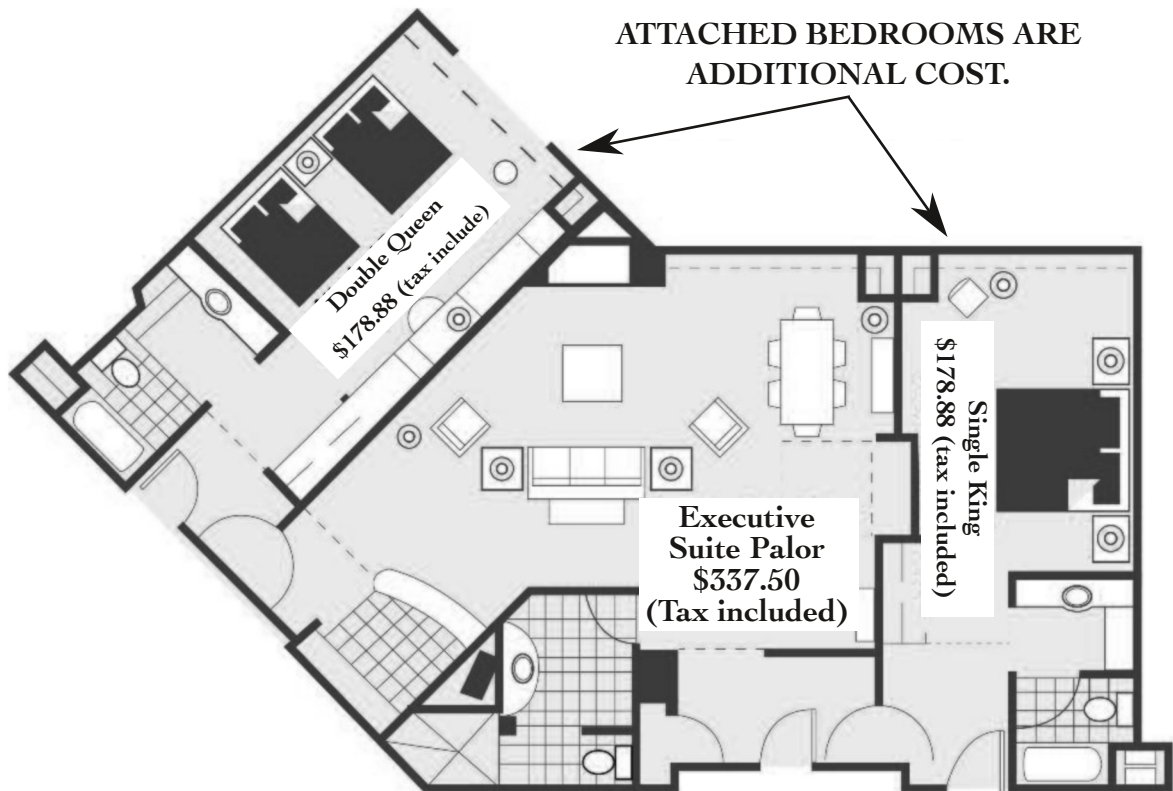 ATTACHED BEDROOMS ARE
ADDITIONAL COST.
Double Queen
$178.88 (tax include)
Single King
$178.88 (tax included)
Executive
Suite Palor
$337.50
(Tax included)